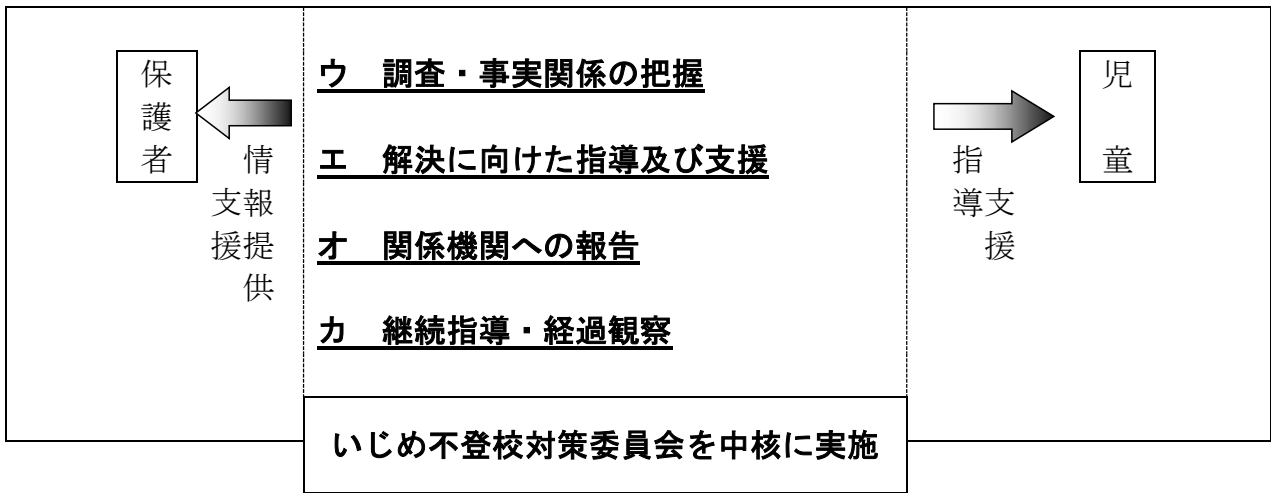 保護者
情報提供
支援
ウ 調査・事実関係の把握
エ 解決に向けた指導及び支援
オ 関係機関への報告
カ 継続指導・経過観察
児童
指導
支援
いじめ不登校対策委員会を中核に実施